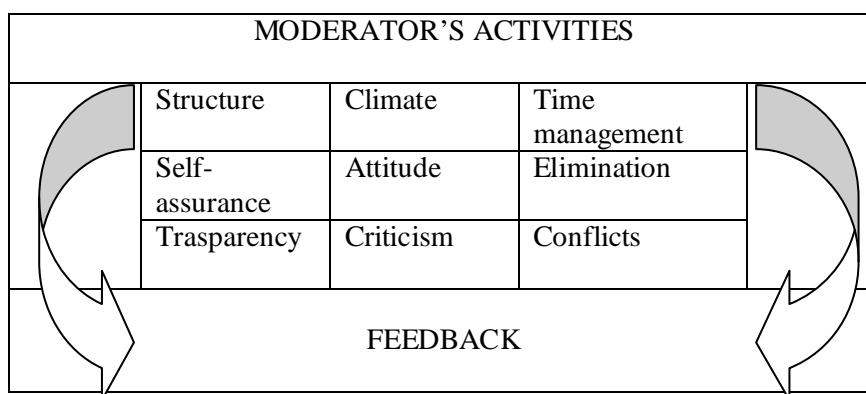 MODERATOR’S ACTIVITIES
Structure Climate Time
management
Self-
assurance Attitude Elimination
Trasparency Criticism Conflicts
FEEDBACK